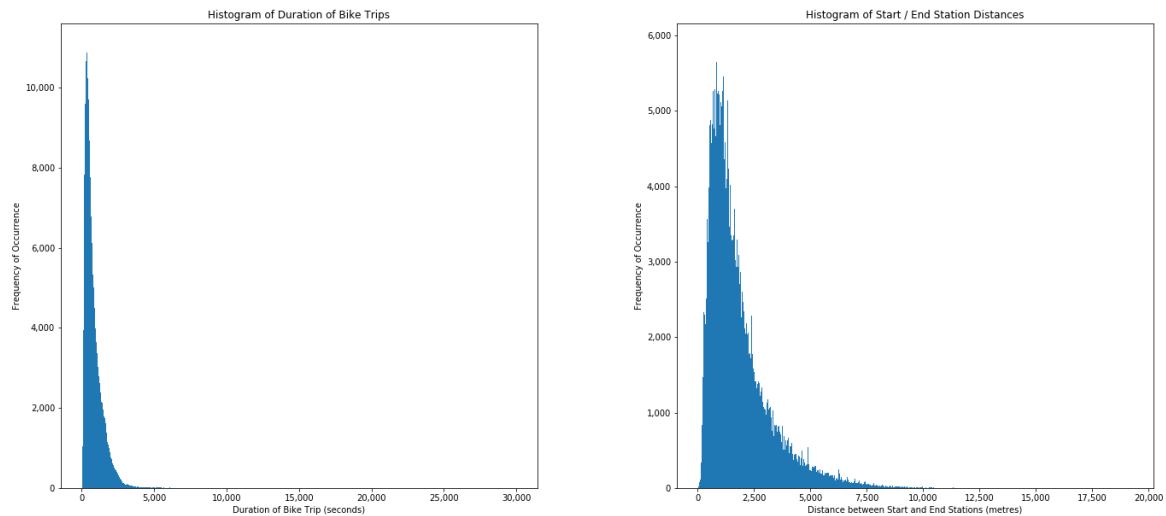 Histogram of Duration of Bike Trips
10,000
8,000
6,000
4,000
2,000
0
Frequency of Occurrence
0 5,000 10,000 15,000 20,000 25,000 30,000
Duration of Bike Trip (seconds)
Histogram of Start / End Station Distances
6,000
5,000
4,000
3,000
2,000
1,000
0
Frequency of Occurrence
0 2,500 5,000 7,500 10,000 12,500 15,000 17,500 20,000
Distance between Start and End Stations (metres)